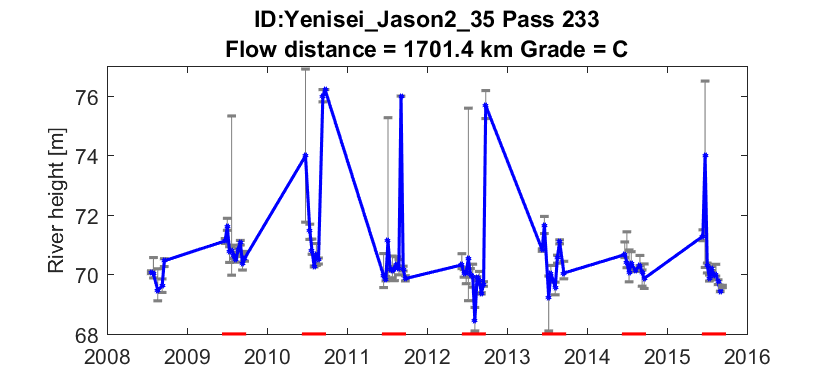 ID:Yenisei_Jason2_35 Pass 233
Flow distance = 1701.4 km Grade = C
River height [m]
76
74
72
70
68
2008 2009 2010 2011 2012 2013 2014 2015 2016